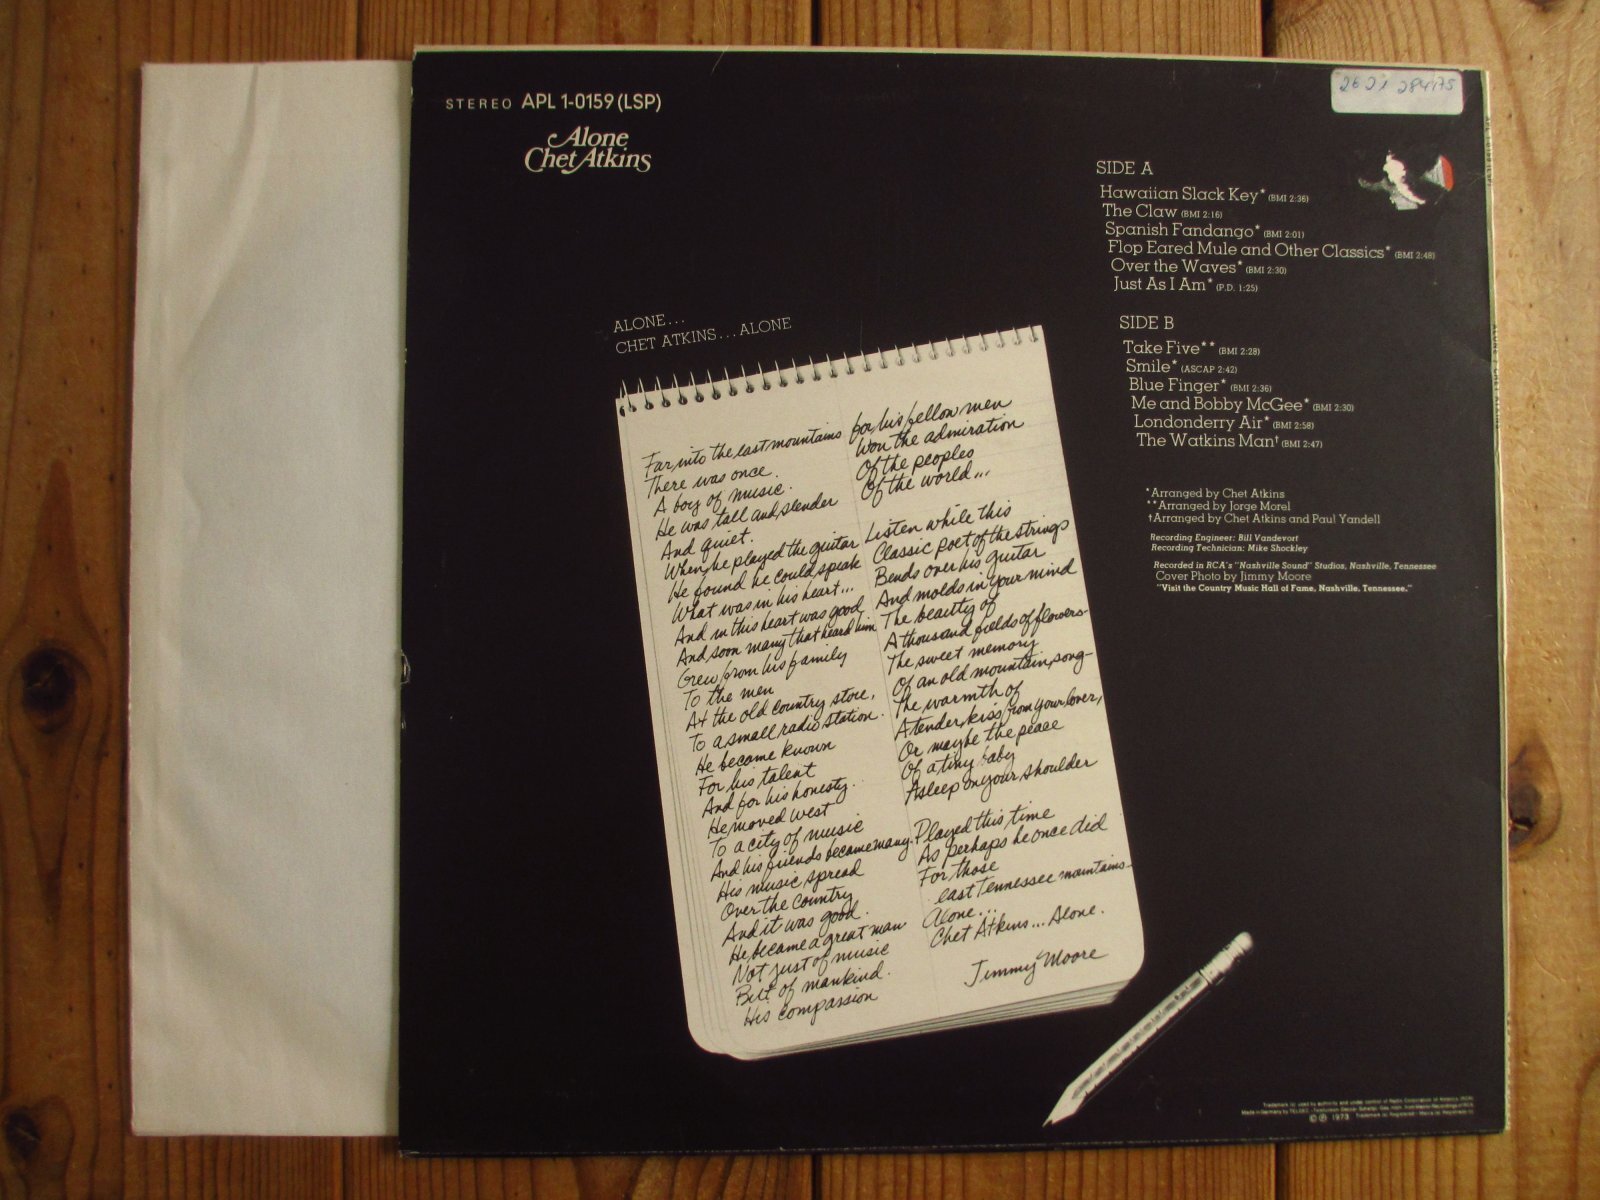 STEREO APL 1-0159 (LSP)
Alone
Chet Atkins
SIDE A
Hawaiian Slack Key* (BMI 2:36)
The Claw (BMI 2:16)
Spanish Fandango* (BMI 2:01)
Flop Eared Mule and Other Classics* (BMI 2:48)
Over the Waves* (BMI 2:30)
Just As I Am* (P.D. 1:25)
SIDE B
Take Five** (BMI 2:28)
Smile* (ASCAP 2:42)
Blue Finger* (BMI 2:36)
Me and Bobby McGee* (BMI 2:30)
Londonderry Air* (BMI 2:58)
The Watkins Man† (BMI 2:47)
*Arranged by Chet Atkins
**Arranged by Jorge Morel
†Arranged by Chet Atkins and Paul Yandell
Recording Engineer: Bill Vandevort
Recording Technician: Mike Shockley
Recorded in RCA's "Nashville Sound" Studios, Nashville, Tennessee
Cover Photo by Jimmy Moore
"Visit the Country Music Hall of Fame, Nashville, Tennessee."
ALONE...
CHET ATKINS...ALONE
Far into the east mountains
There was once
A boy of music.
He was tall and slender
And quiet.
When he played the guitar
He found he could speak
What was in his heart...
And in this heart was good
And soon many that heard him
Grew from his family
To the men
At the old country store,
To a small radio station.
He became known
For his talent
And for his honesty.
He moved west
To a city of music
And his friends became many.
His music spread
Over the country
And it was good.
He became a great man
Not just of music
But of mankind.
His compassion
for his fellow men
Won the admiration
Of the peoples
Of the world...
Listen while this
Classic poet of the strings
Bends over his guitar
And molds in your mind
The beauty of
A thousand fields of flowers-
The sweet memory
Of an old mountain song-
The warmth of
A tender kiss from your lover,
Or maybe the peace
Of a tiny baby
Asleep on your shoulder
Played this time
As perhaps he once did
For those
east Tennessee mountains-
Alone...
Chet Atkins... Alone.
Jimmy Moore
℗ 1973